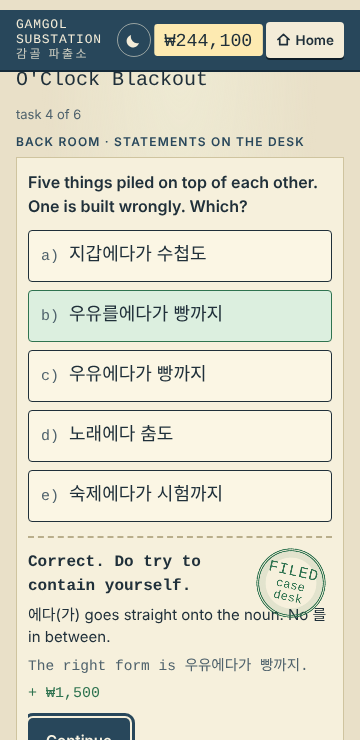 GAMGOL
SUBSTATION
감골 파출소
₩244,100
Home
O'Clock Blackout
task 4 of 6
BACK ROOM · STATEMENTS ON THE DESK
Five things piled on top of each other.
One is built wrongly. Which?
a) 지갑에다가 수첩도
b) 우유를에다가 빵까지
c) 우유에다가 빵까지
d) 노래에다 춤도
e) 숙제에다가 시험까지
Correct. Do try to
contain yourself.
FILED
case
desk
에다(가) goes straight onto the noun. No 를
in between.
The right form is 우유에다가 빵까지.
+ ₩1,500
Continue